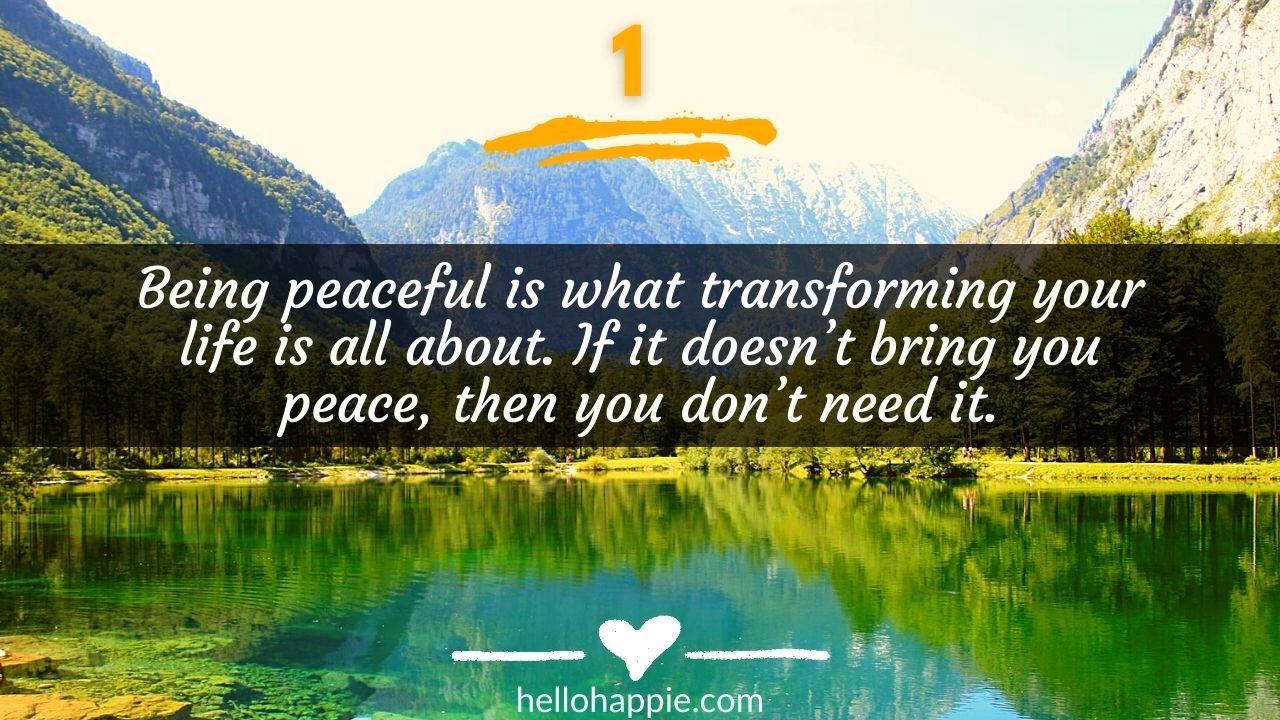 1
Being peaceful is what transforming your
life is all about. If it doesn’t bring you
peace, then you don’t need it.
hellohappie.com